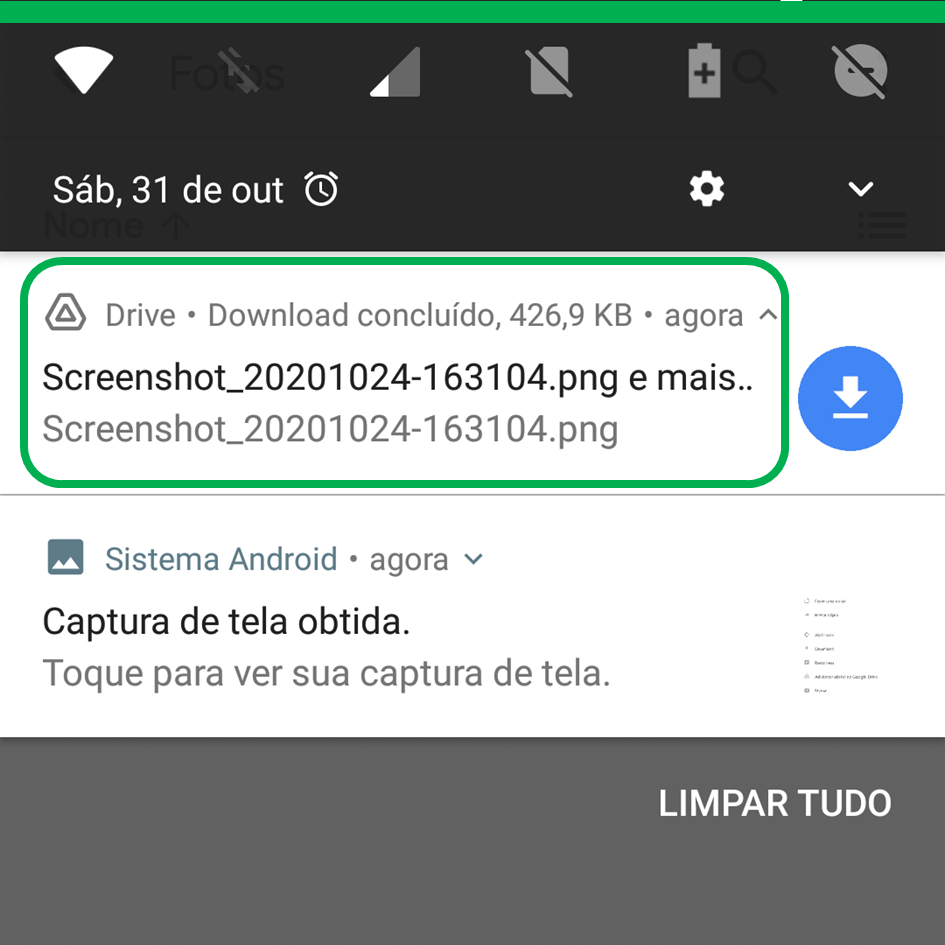 Fotos
Sáb, 31 de out
Nome
Drive • Download concluído, 426,9 KB • agora
Screenshot_20201024-163104.png e mais..
Screenshot_20201024-163104.png
Sistema Android • agora
Captura de tela obtida.
Toque para ver sua captura de tela.
LIMPAR TUDO